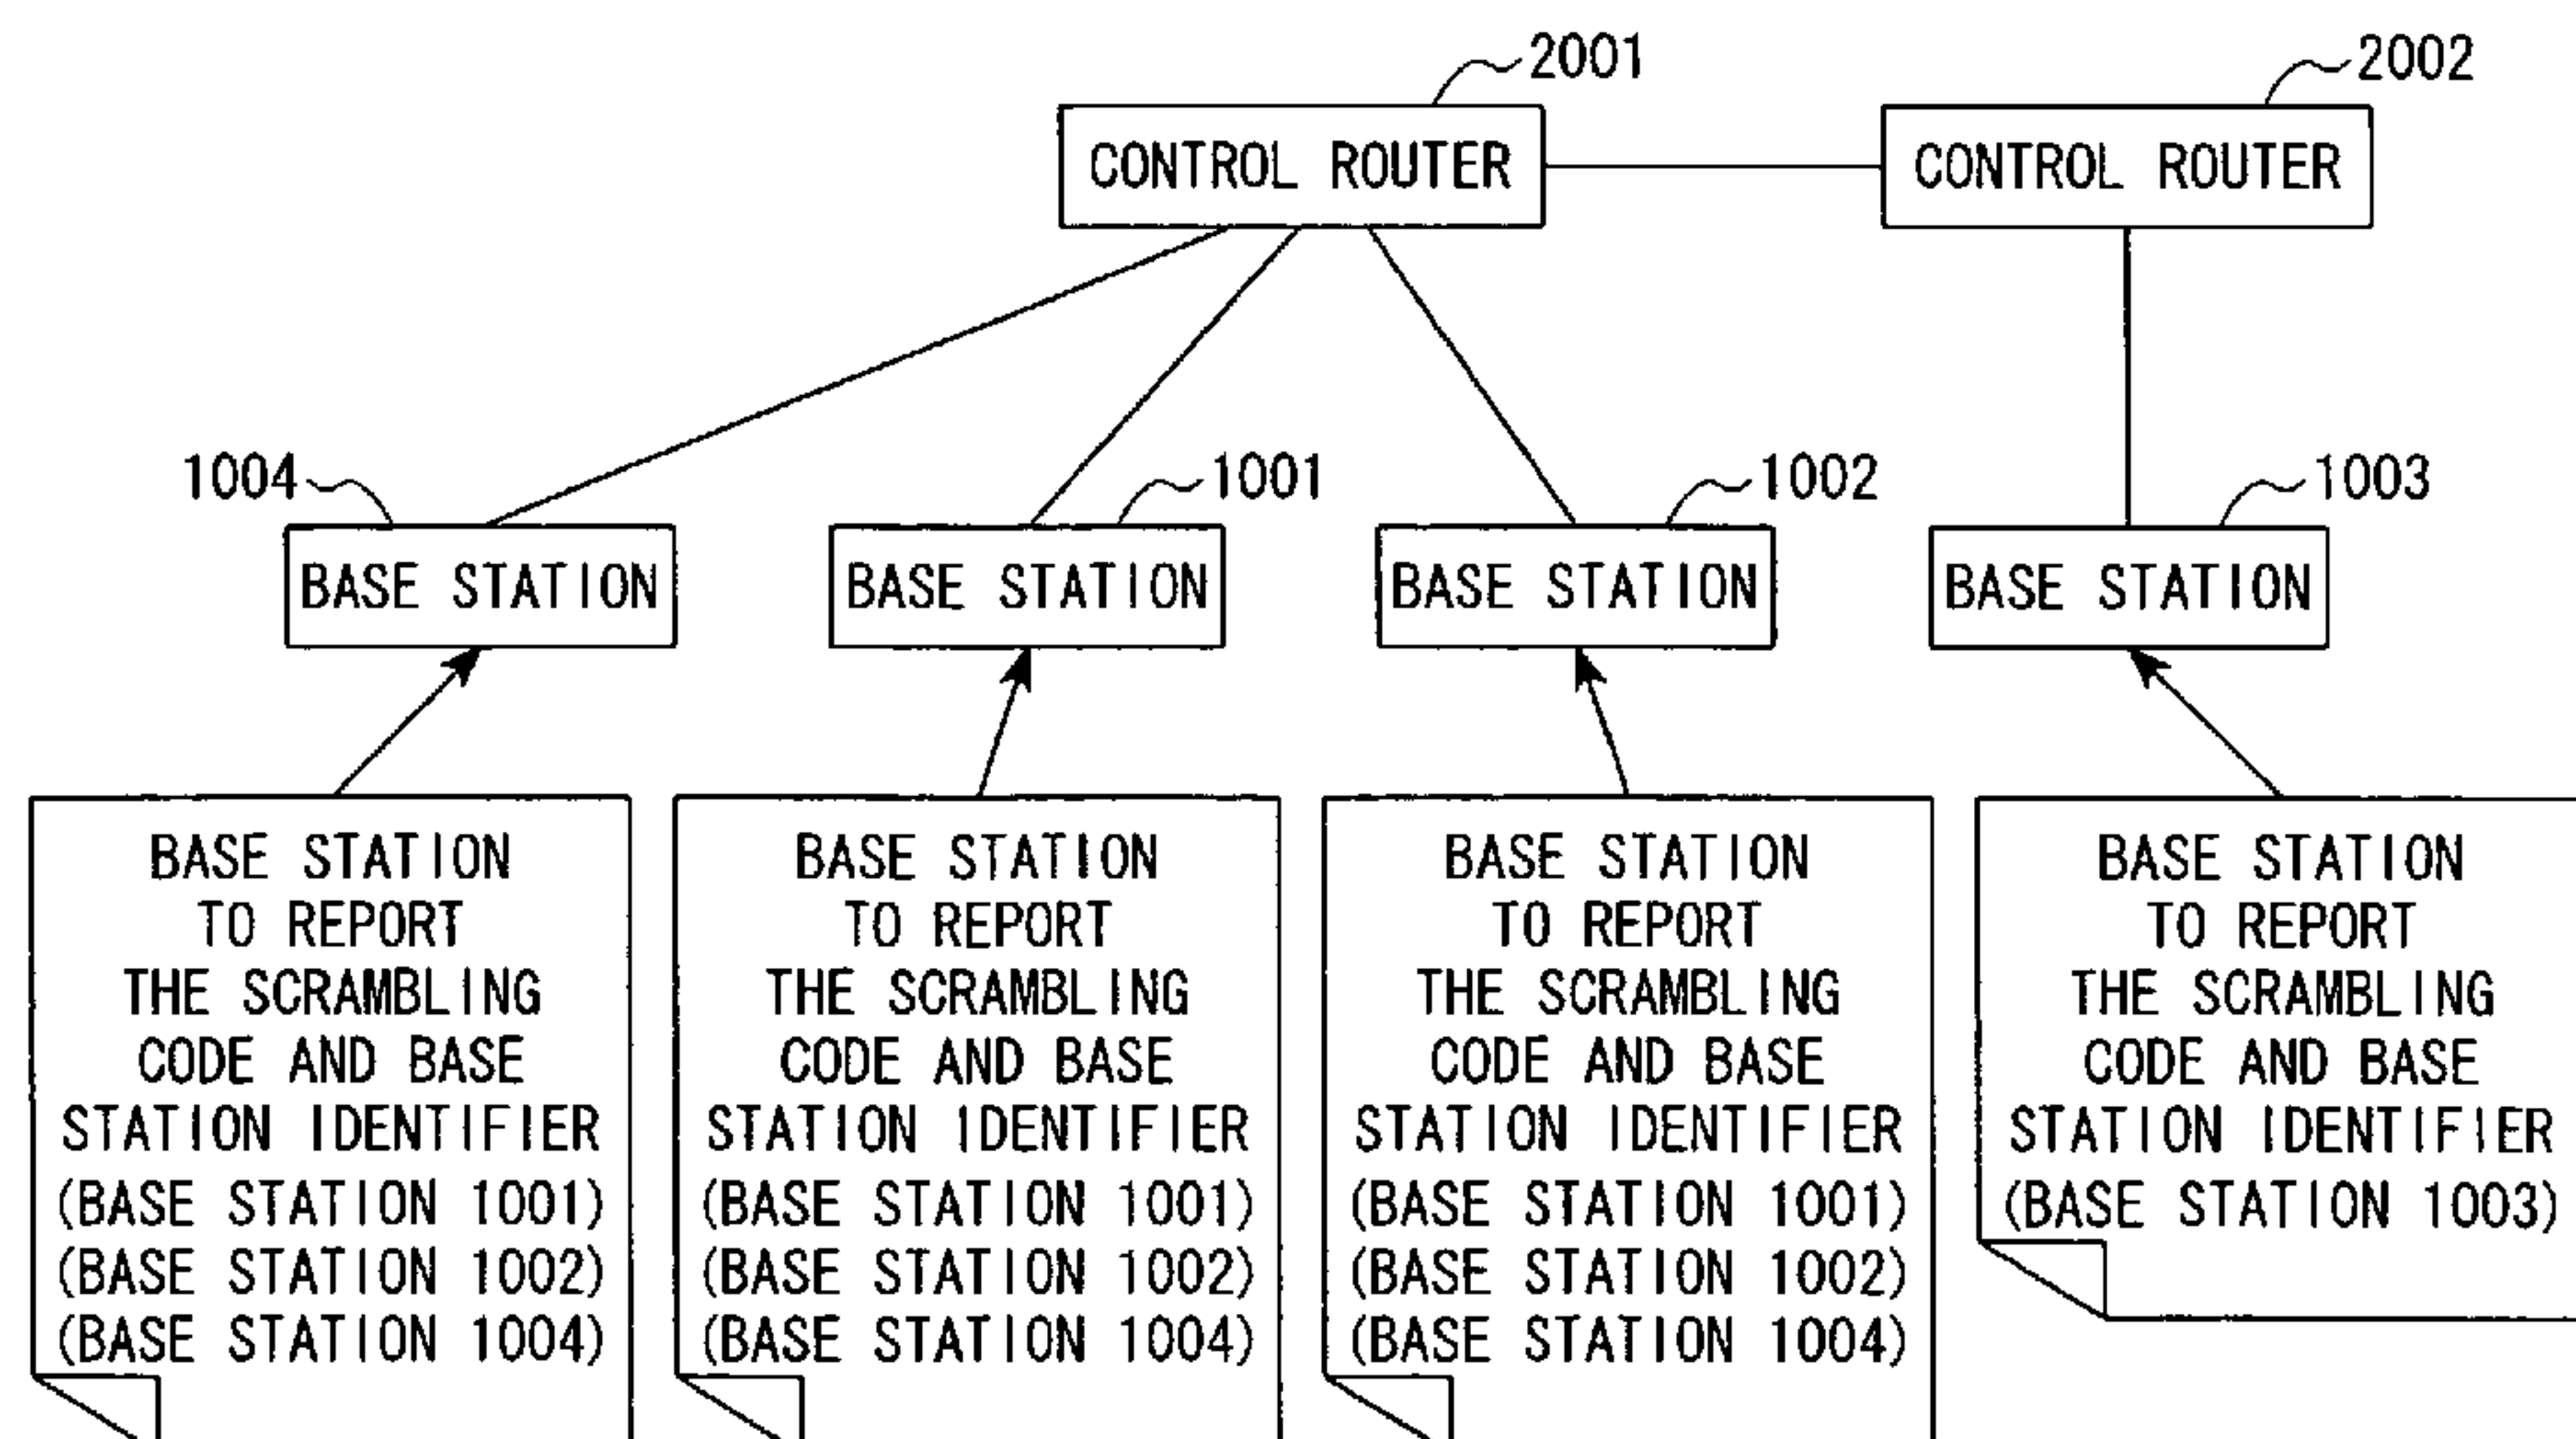 2001
2002
CONTROL ROUTER
CONTROL ROUTER
1004
1001
1002
1003
BASE STATION
BASE STATION
BASE STATION
BASE STATION
BASE STATION
TO REPORT
THE SCRAMBLING
CODE AND BASE
STATION IDENTIFIER
(BASE STATION 1001)
(BASE STATION 1002)
(BASE STATION 1004)
BASE STATION
TO REPORT
THE SCRAMBLING
CODE AND BASE
STATION IDENTIFIER
(BASE STATION 1001)
(BASE STATION 1002)
(BASE STATION 1004)
BASE STATION
TO REPORT
THE SCRAMBLING
CODE AND BASE
STATION IDENTIFIER
(BASE STATION 1001)
(BASE STATION 1002)
(BASE STATION 1004)
BASE STATION
TO REPORT
THE SCRAMBLING
CODE AND BASE
STATION IDENTIFIER
(BASE STATION 1003)